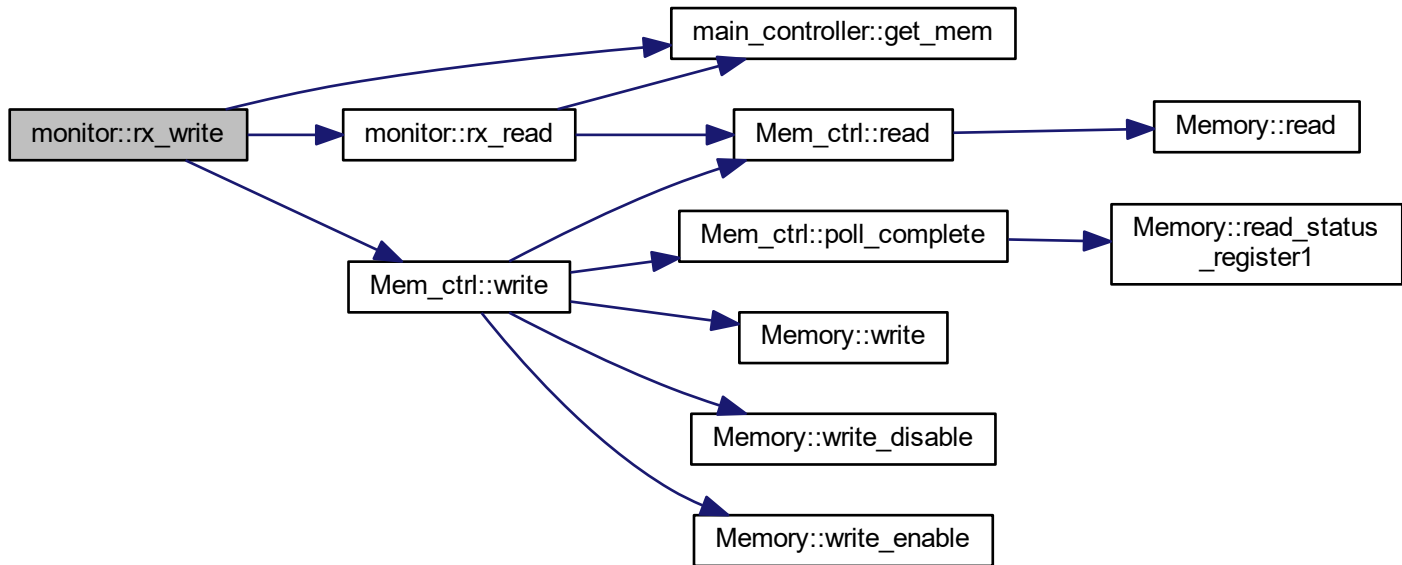 main_controller::get_mem
monitor::rx_write
monitor::rx_read
Mem_ctrl::read
Memory::read
Mem_ctrl::poll_complete
Memory::read_status
_register1
Mem_ctrl::write
Memory::write
Memory::write_disable
Memory::write_enable